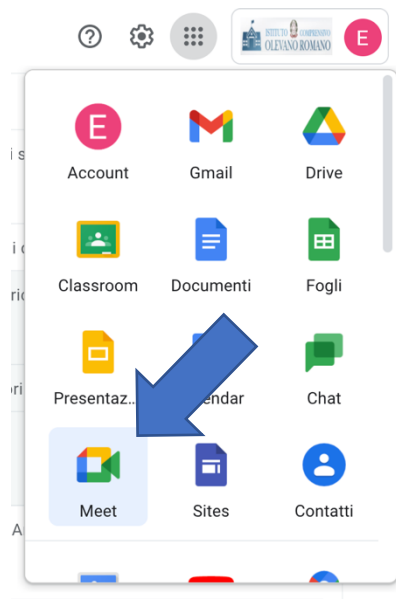 ISTITUTO COMPRENSIVO
OLEVANO ROMANO
E
E
Account
Gmail
Drive
Classroom
Documenti
Fogli
Presentaz...
endar
Chat
Meet
Sites
Contatti
A